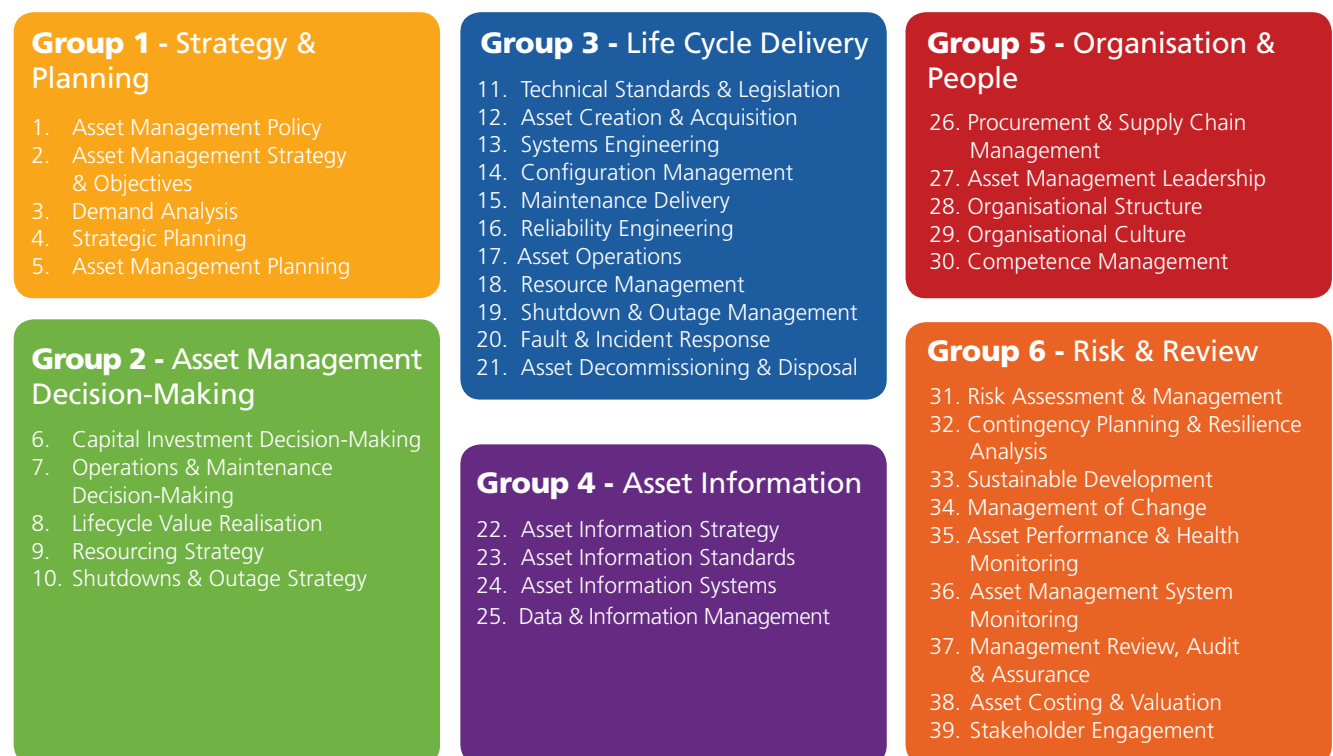 Group 1 - Strategy &
Planning
1. Asset Management Policy
2. Asset Management Strategy
& Objectives
3. Demand Analysis
4. Strategic Planning
5. Asset Management Planning
Group 2 - Asset Management
Decision-Making
6. Capital Investment Decision-Making
7. Operations & Maintenance
Decision-Making
8. Lifecycle Value Realisation
9. Resourcing Strategy
10. Shutdowns & Outage Strategy
Group 3 - Life Cycle Delivery
11. Technical Standards & Legislation
12. Asset Creation & Acquisition
13. Systems Engineering
14. Configuration Management
15. Maintenance Delivery
16. Reliability Engineering
17. Asset Operations
18. Resource Management
19. Shutdown & Outage Management
20. Fault & Incident Response
21. Asset Decommissioning & Disposal
Group 4 - Asset Information
22. Asset Information Strategy
23. Asset Information Standards
24. Asset Information Systems
25. Data & Information Management
Group 5 - Organisation &
People
26. Procurement & Supply Chain
Management
27. Asset Management Leadership
28. Organisational Structure
29. Organisational Culture
30. Competence Management
Group 6 - Risk & Review
31. Risk Assessment & Management
32. Contingency Planning & Resilience
Analysis
33. Sustainable Development
34. Management of Change
35. Asset Performance & Health
Monitoring
36. Asset Management System
Monitoring
37. Management Review, Audit
& Assurance
38. Asset Costing & Valuation
39. Stakeholder Engagement